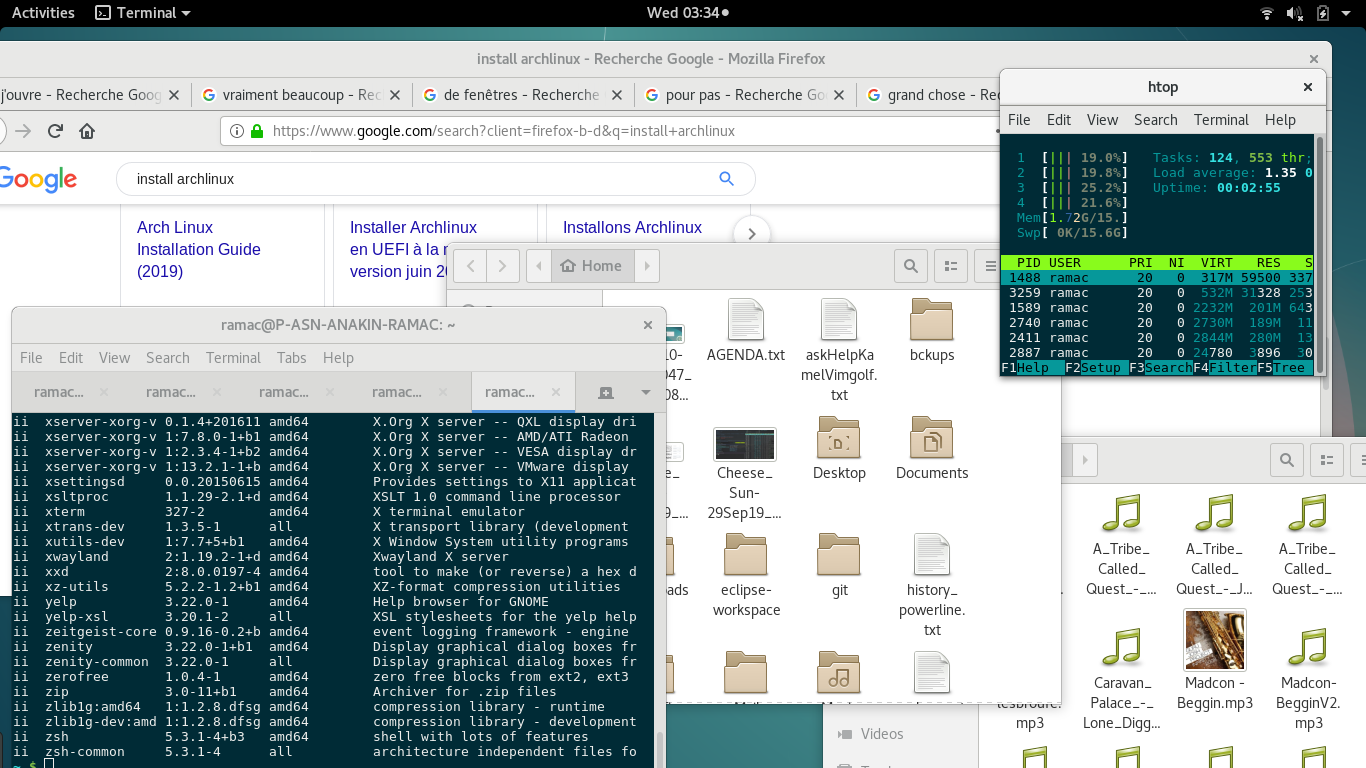 Activities Terminal Wed 03:34
install archlinux - Recherche Google - Mozilla Firefox
j'ouvre - Recherche Goog vraiment beaucoup - Rec de fenêtres - Recherche pour pas - Recherche Go grand chose - Rec
https://www.google.com/search?client=firefox-b-d&q=install+archlinux
Google
install archlinux
Arch Linux
Installation Guide
(2019)
Installer Archlinux
en UEFI à la
version juin
Installons Archlinux
htop
File Edit View Search Terminal Help
1 [||| 19.0%] Tasks: 124, 553 thr;
2 [||| 19.8%] Load average: 1.35 0
3 [||| 25.2%] Uptime: 00:02:55
4 [||| 21.6%]
Mem[1.72G/15.]
Swp[ 0K/15.6G]
PID USER PRI NI VIRT RES S
1488 ramac 20 0 317M 59500 337
3259 ramac 20 0 532M 31328 253
1589 ramac 20 0 2232M 201M 643
2740 ramac 20 0 2730M 189M 11
2411 ramac 20 0 2844M 280M 13
2887 ramac 20 0 24780 3896 30
F1Help F2Setup F3SearchF4FilterF5Tree
Home
10-
047_
08...
AGENDA.txt
askHelpKa
melVimgolf.
txt
bckups
Cheese_
Sun-
29Sep19_...
Desktop
Documents
ads
eclipse-
workspace
git
history_
powerline.
txt
ramac@P-ASN-ANAKIN-RAMAC: ~
File Edit View Search Terminal Tabs Help
ramac... ramac... ramac... ramac... ramac...
ii xserver-xorg-v 0.1.4+201611 amd64 X.Org X server -- QXL display dri
ii xserver-xorg-v 1:7.8.0-1+b1 amd64 X.Org X server -- AMD/ATI Radeon
ii xserver-xorg-v 1:2.3.4-1+b2 amd64 X.Org X server -- VESA display dr
ii xserver-xorg-v 1:13.2.1-1+b amd64 X.Org X server -- VMware display
ii xsettingsd 0.0.20150615 amd64 Provides settings to X11 applicat
ii xsltproc 1.1.29-2.1+d amd64 XSLT 1.0 command line processor
ii xterm 327-2 amd64 X terminal emulator
ii xtrans-dev 1.3.5-1 all X transport library (development
ii xutils-dev 1:7.7+5+b1 amd64 X Window System utility programs
ii xwayland 2:1.19.2-1+d amd64 Xwayland X server
ii xxd 2:8.0.0197-4 amd64 tool to make (or reverse) a hex d
ii xz-utils 5.2.2-1.2+b1 amd64 XZ-format compression utilities
ii yelp 3.22.0-1 amd64 Help browser for GNOME
ii yelp-xsl 3.20.1-2 all XSL stylesheets for the yelp help
ii zeitgeist-core 0.9.16-0.2+b amd64 event logging framework - engine
ii zenity 3.22.0-1+b1 amd64 Display graphical dialog boxes fr
ii zenity-common 3.22.0-1 all Display graphical dialog boxes fr
ii zerofree 1.0.4-1 amd64 zero free blocks from ext2, ext3
ii zip 3.0-11+b1 amd64 Archiver for .zip files
ii zlib1g:amd64 1:1.2.8.dfsg amd64 compression library - runtime
ii zlib1g-dev:amd 1:1.2.8.dfsg amd64 compression library - development
ii zsh 5.3.1-4+b3 amd64 shell with lots of features
ii zsh-common 5.3.1-4 all architecture independent files fo
~ $
A_Tribe_
Called_
Quest_-_...
A_Tribe_
Called_
Quest_-_J...
A_Tribe_
Called_
Quest_-_...
mp3
Caravan_
Palace_-_
Lone_Digg...
Madcon -
Beggin.mp3
Madcon-
BegginV2.
mp3
Videos